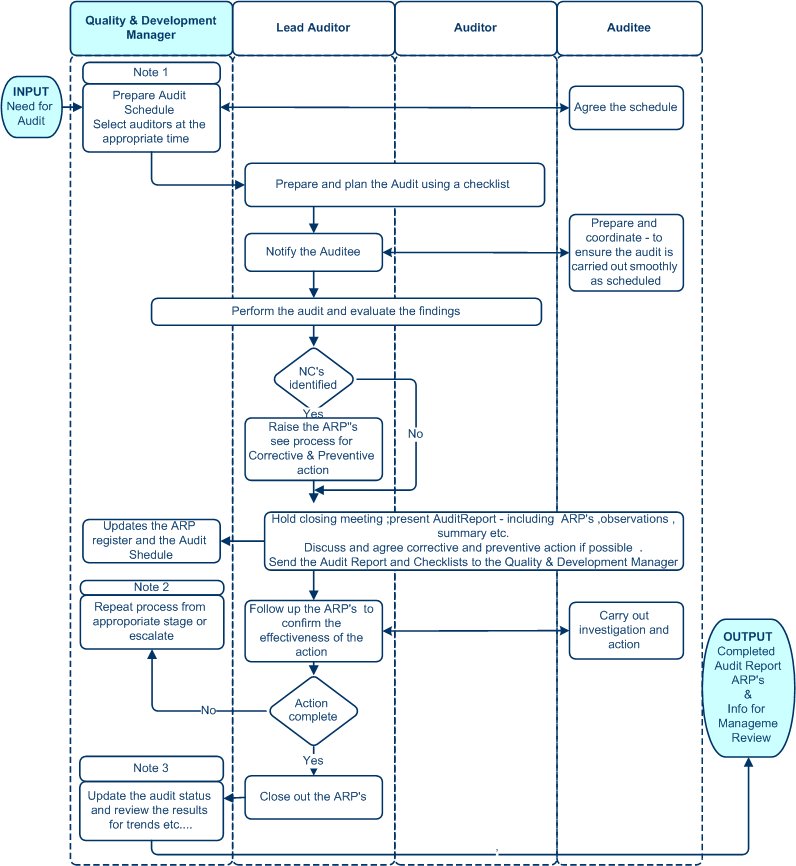 Quality & Development
Manager
Lead Auditor
Auditor
Auditee
INPUT
Need for
Audit
Note 1
Prepare Audit
Schedule
Select auditors at the
appropriate time
Agree the schedule
Prepare and plan the Audit using a checklist
Notify the Auditee
Prepare and
coordinate - to
ensure the audit is
carried out smoothly
as scheduled
Perform the audit and evaluate the findings
NC's
identified
Yes
No
Raise the ARP"s
see process for
Corrective & Preventive
action
Hold closing meeting ;present AuditReport - including ARP's ,observations ,
summary etc.
Discuss and agree corrective and preventive action if possible .
Send the Audit Report and Checklists to the Quality & Development Manager
Updates the ARP
register and the Audit
Shedule
Note 2
Repeat process from
approporiate stage or
escalate
Follow up the ARP's to
confirm the
effectiveness of the
action
Carry out
investigation and
action
Action
complete
No
Yes
Close out the ARP's
Note 3
Update the audit status
and review the results
for trends etc....
OUTPUT
Completed
Audit Report
ARP's
&
Info for
Manageme
Review
,